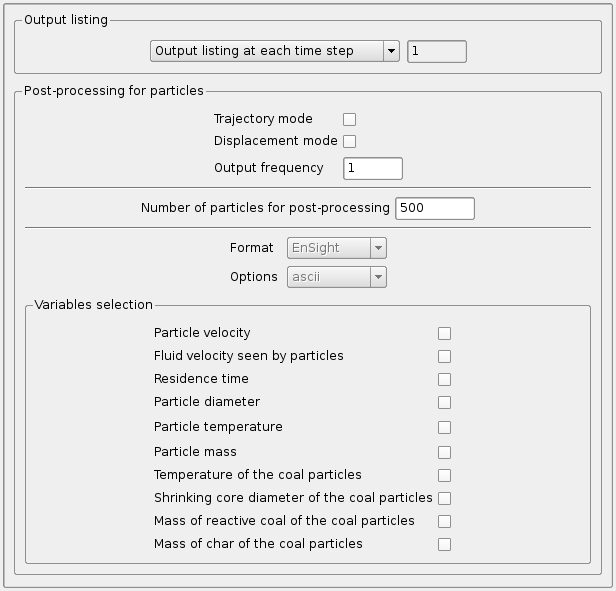 Output listing
Output listing at each time step 1
Post-processing for particles
Trajectory mode
Displacement mode
Output frequency 1
Number of particles for post-processing 500
Format EnSight
Options ascii
Variables selection
Particle velocity
Fluid velocity seen by particles
Residence time
Particle diameter
Particle temperature
Particle mass
Temperature of the coal particles
Shrinking core diameter of the coal particles
Mass of reactive coal of the coal particles
Mass of char of the coal particles